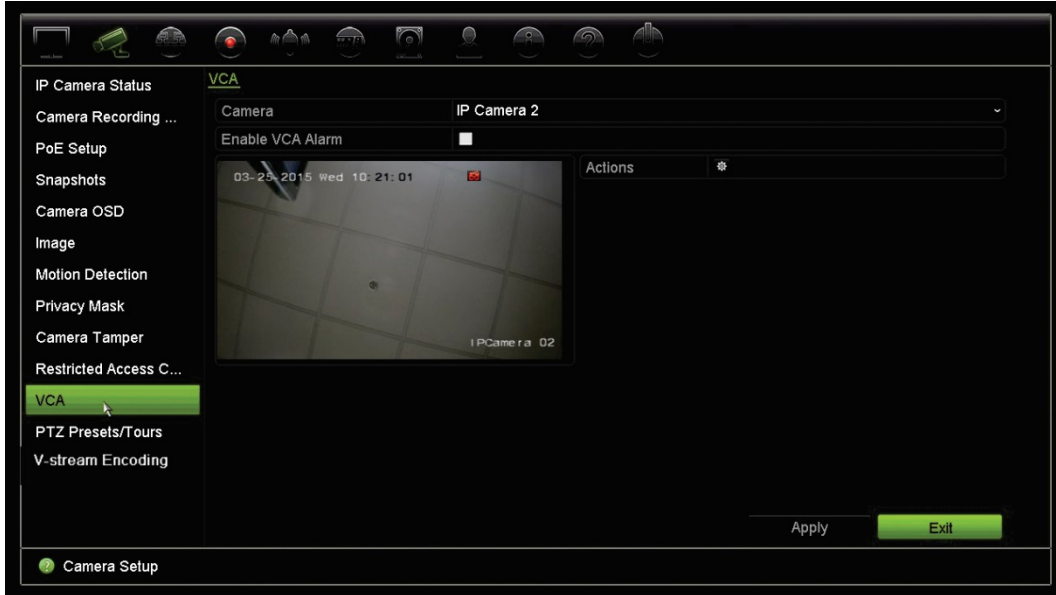 VCA
IP Camera Status
Camera Recording ...
PoE Setup
Snapshots
Camera OSD
Image
Motion Detection
Privacy Mask
Camera Tamper
Restricted Access C...
VCA
PTZ Presets/Tours
V-stream Encoding
Camera IP Camera 2
Enable VCA Alarm
03-25-2015 Wed 10:21:01
IPCamera 02
Actions
Apply Exit
? Camera Setup